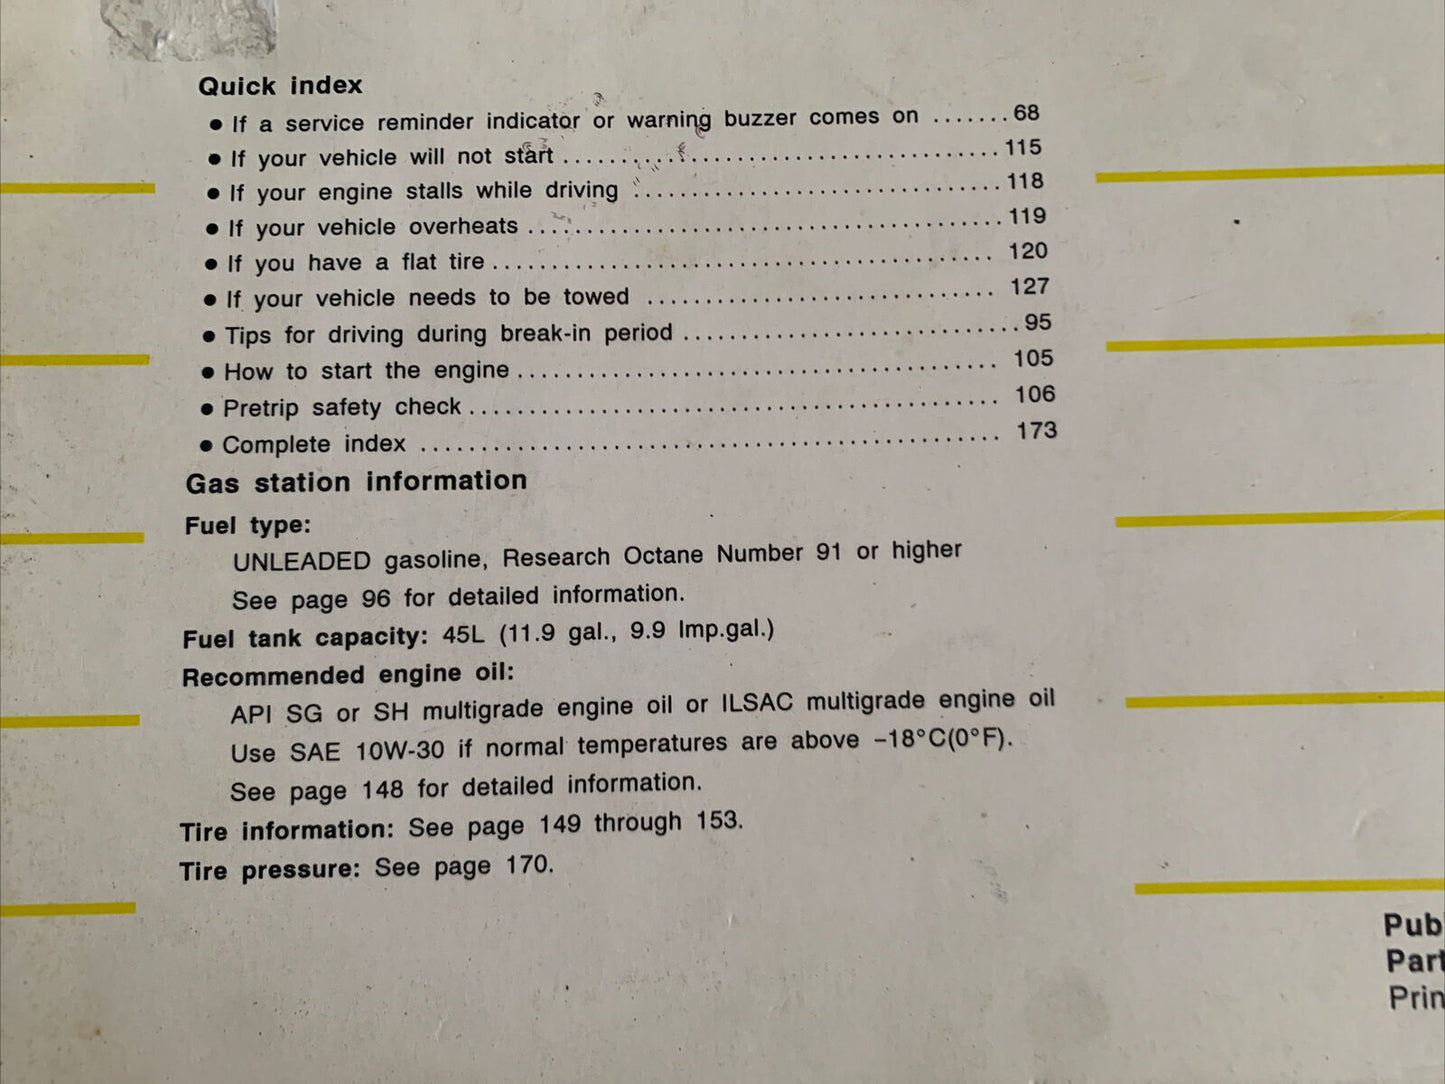 Quick index
● If a service reminder indicator or warning buzzer comes on ....... 68
● If your vehicle will not start .................................... 115
● If your engine stalls while driving ............................... 118
● If your vehicle overheats ........................................ 119
● If you have a flat tire .......................................... 120
● If your vehicle needs to be towed .............................. 127
● Tips for driving during break-in period ............................ 95
● How to start the engine ........................................ 105
● Pretrip safety check ............................................ 106
● Complete index ................................................ 173
Gas station information
Fuel type:
UNLEADED gasoline, Research Octane Number 91 or higher
See page 96 for detailed information.
Fuel tank capacity: 45L (11.9 gal., 9.9 Imp.gal.)
Recommended engine oil:
API SG or SH multigrade engine oil or ILSAC multigrade engine oil
Use SAE 10W-30 if normal temperatures are above –18°C(0°F).
See page 148 for detailed information.
Tire information: See page 149 through 153.
Tire pressure: See page 170.
Pub
Part
Prin